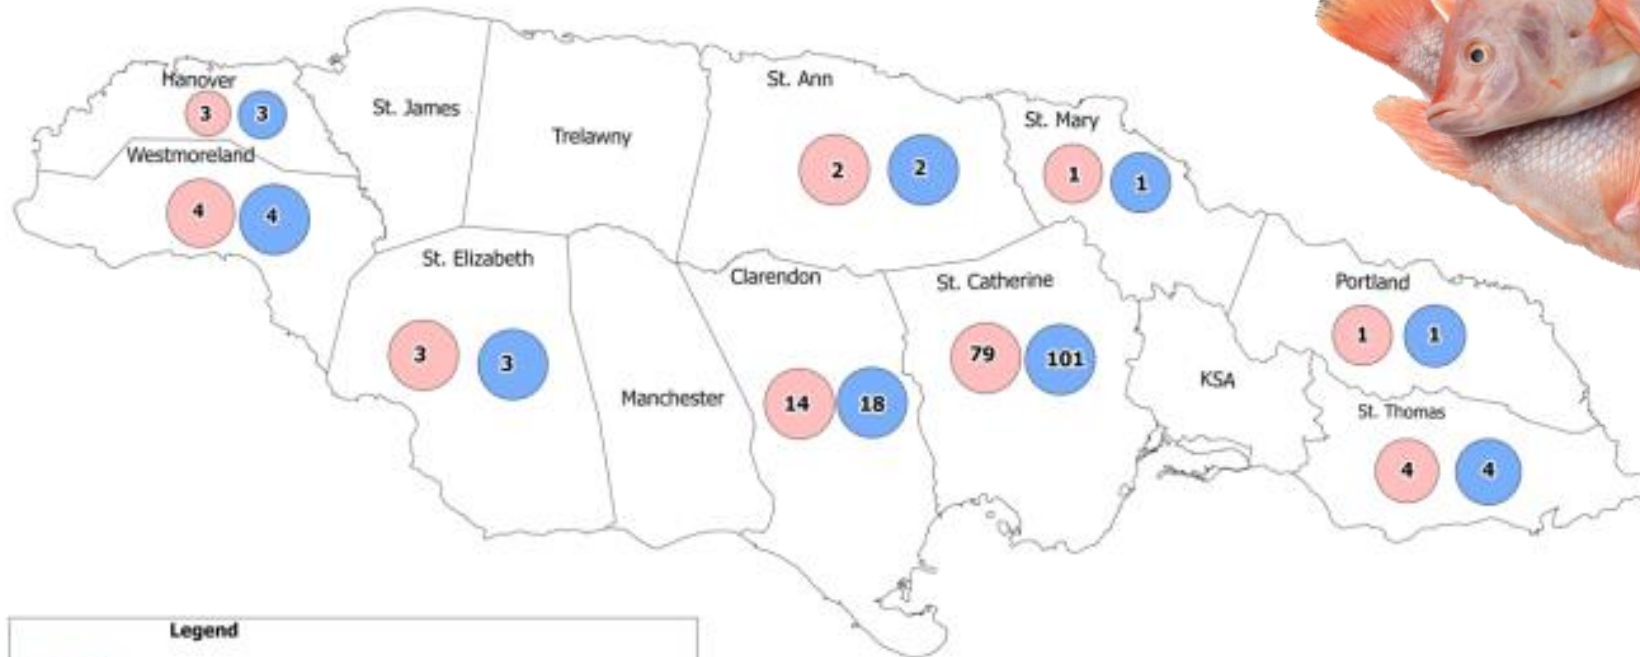 Hanover
3 3
Westmoreland
4 4
St. James
Trelawny
St. Ann
2 2
St. Mary
1 1
St. Elizabeth
3 3
Manchester
Clarendon
14 18
St. Catherine
79 101
KSA
Portland
1 1
St. Thomas
4 4
Legend